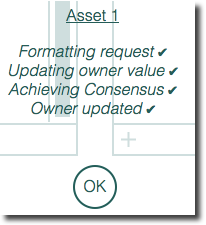 Asset 1
Formatting request ✔
Updating owner value ✔
Achieving Consensus ✔
Owner updated ✔
+
OK